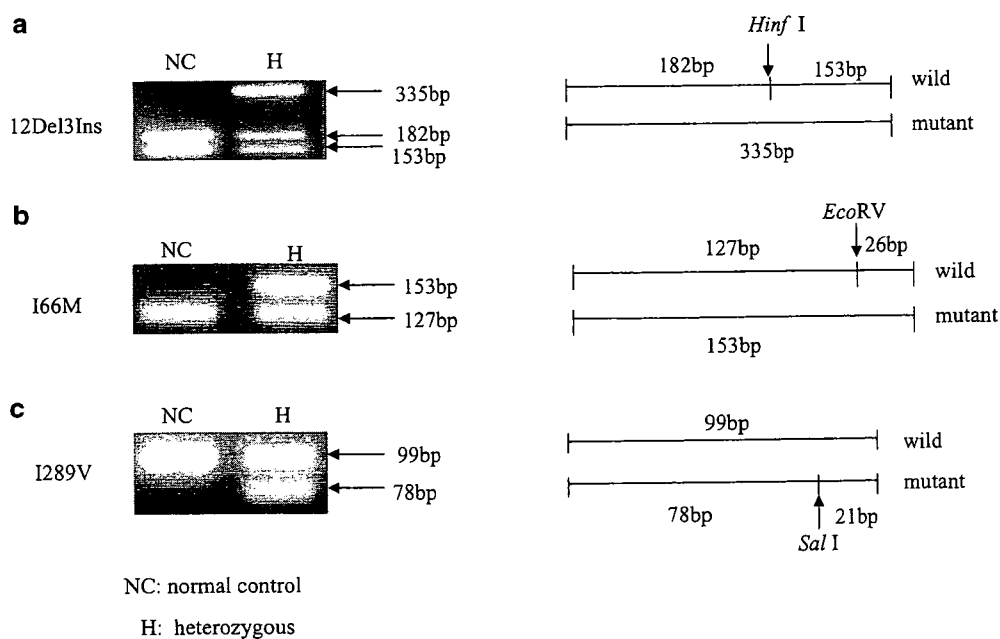 a
NC H
12Del3Ins
335bp
182bp
153bp
Hinf I
182bp 153bp
wild
mutant
335bp
b
NC H
I66M
153bp
127bp
EcoRV
127bp 26bp
wild
mutant
153bp
c
NC H
I289V
99bp
78bp
99bp
wild
mutant
78bp 21bp
Sal I
NC: normal control
H: heterozygous